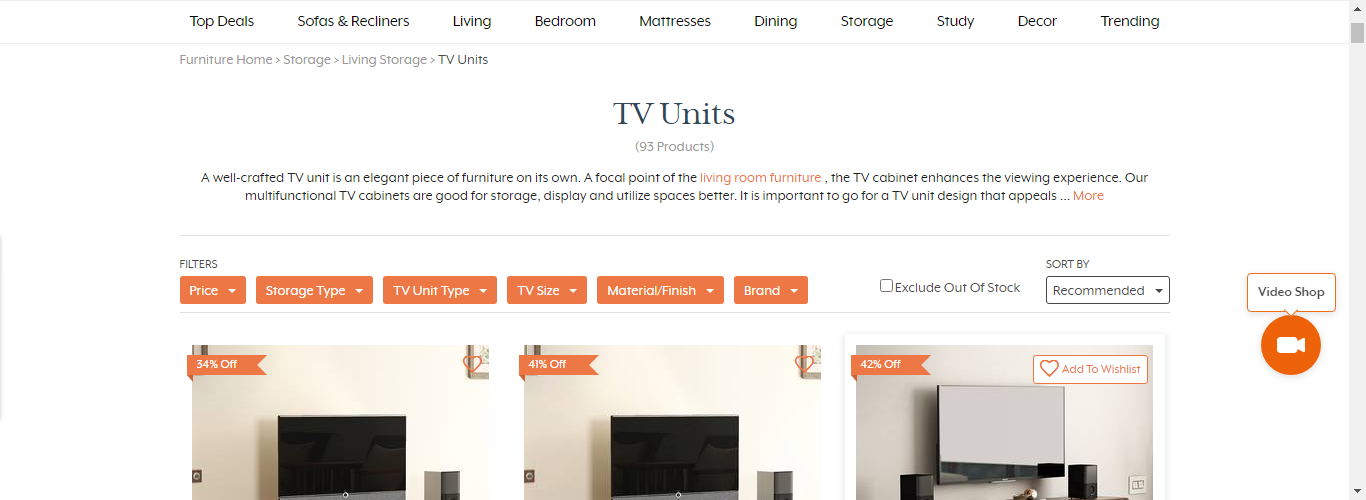 Top Deals Sofas & Recliners Living Bedroom Mattresses Dining Storage Study Decor Trending
Furniture Home > Storage > Living Storage > TV Units
TV Units
(93 Products)
A well-crafted TV unit is an elegant piece of furniture on its own. A focal point of the living room furniture , the TV cabinet enhances the viewing experience. Our
multifunctional TV cabinets are good for storage, display and utilize spaces better. It is important to go for a TV unit design that appeals ... More
FILTERS SORT BY
Price Storage Type TV Unit Type TV Size Material/Finish Brand Exclude Out Of Stock Recommended
Video Shop
34% Off 41% Off 42% Off Add To Wishlist